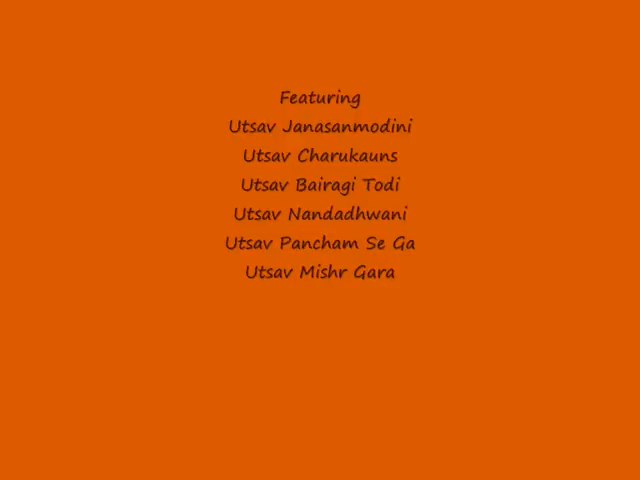 Featuring
Utsav Janasanmodini
Utsav Charukauns
Utsav Bairagi Todi
Utsav Nandadhwani
Utsav Pancham Se Ga
Utsav Mishr Gara